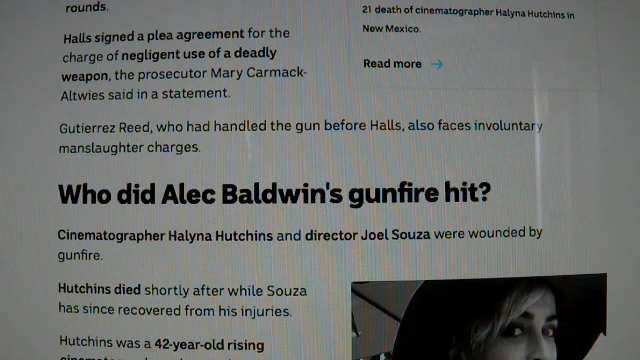 rounds.
Halls signed a plea agreement for the
charge of negligent use of a deadly
weapon, the prosecutor Mary Carmack-
Altwies said in a statement.
21 death of cinematographer Halyna Hutchins in
New Mexico.
Read more →
Gutierrez Reed, who had handled the gun before Halls, also faces involuntary
manslaughter charges.
Who did Alec Baldwin's gunfire hit?
Cinematographer Halyna Hutchins and director Joel Souza were wounded by
gunfire.
Hutchins died shortly after while Souza
has since recovered from his injuries.
Hutchins was a 42-year-old rising